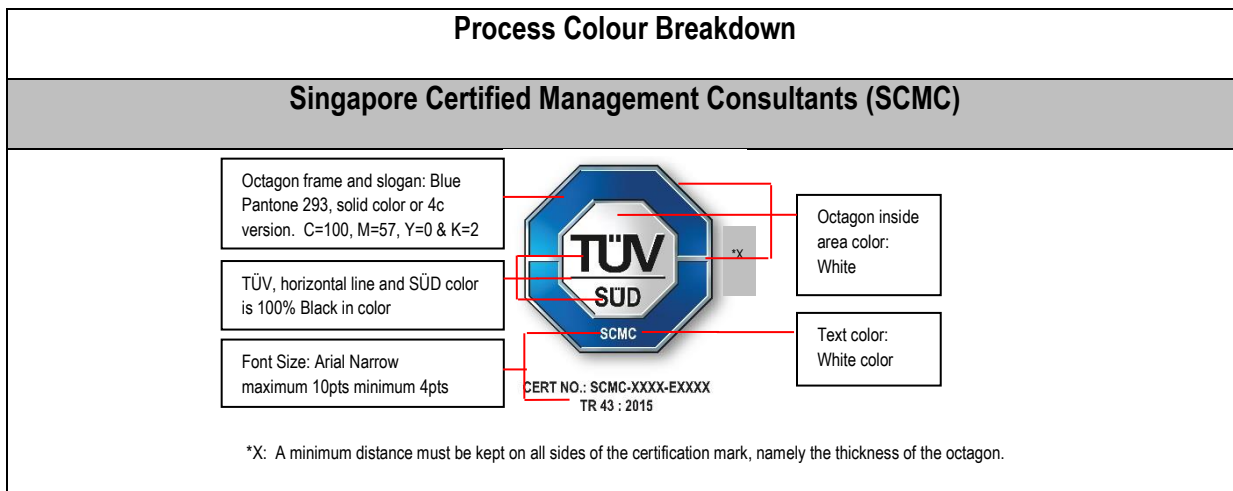 Process Colour Breakdown
Singapore Certified Management Consultants (SCMC)
Octagon frame and slogan: Blue
Pantone 293, solid color or 4c
version. C=100, M=57, Y=0 & K=2
TÜV, horizontal line and SÜD color
is 100% Black in color
Font Size: Arial Narrow
maximum 10pts minimum 4pts
TÜV
SÜD
SCMC
CERT NO.: SCMC-XXXX-EXXXX
TR 43 : 2015
*X
Octagon inside
area color:
White
Text color:
White color
*X: A minimum distance must be kept on all sides of the certification mark, namely the thickness of the octagon.